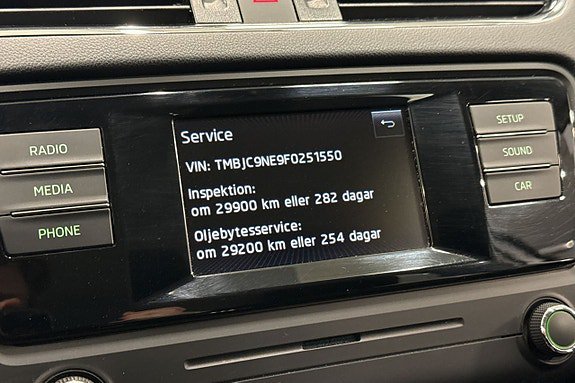 RADIO
MEDIA
PHONE
Service
VIN: TMBJC9NE9F0251550
Inspektion:
om 29900 km eller 282 dagar
Oljebytesservice:
om 29200 km eller 254 dagar
SETUP
SOUND
CAR